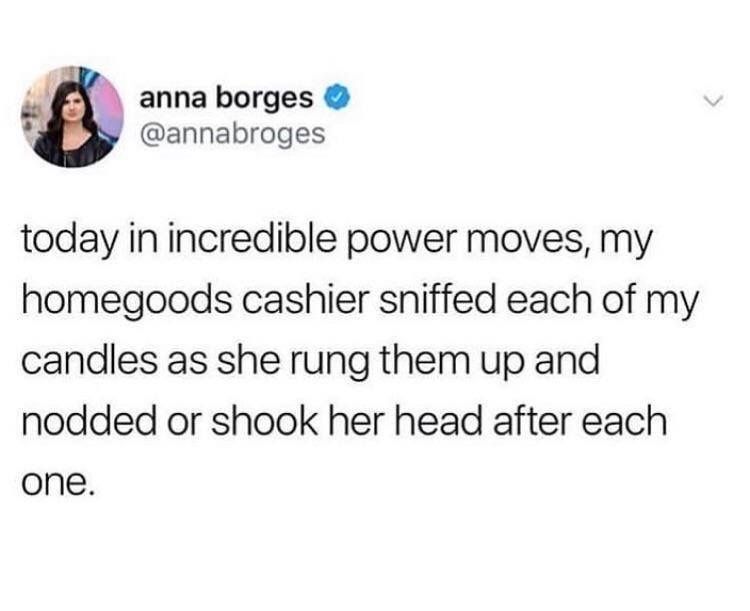 anna borges
@annabroges
today in incredible power moves, my
homegoods cashier sniffed each of my
candles as she rung them up and
nodded or shook her head after each
one.